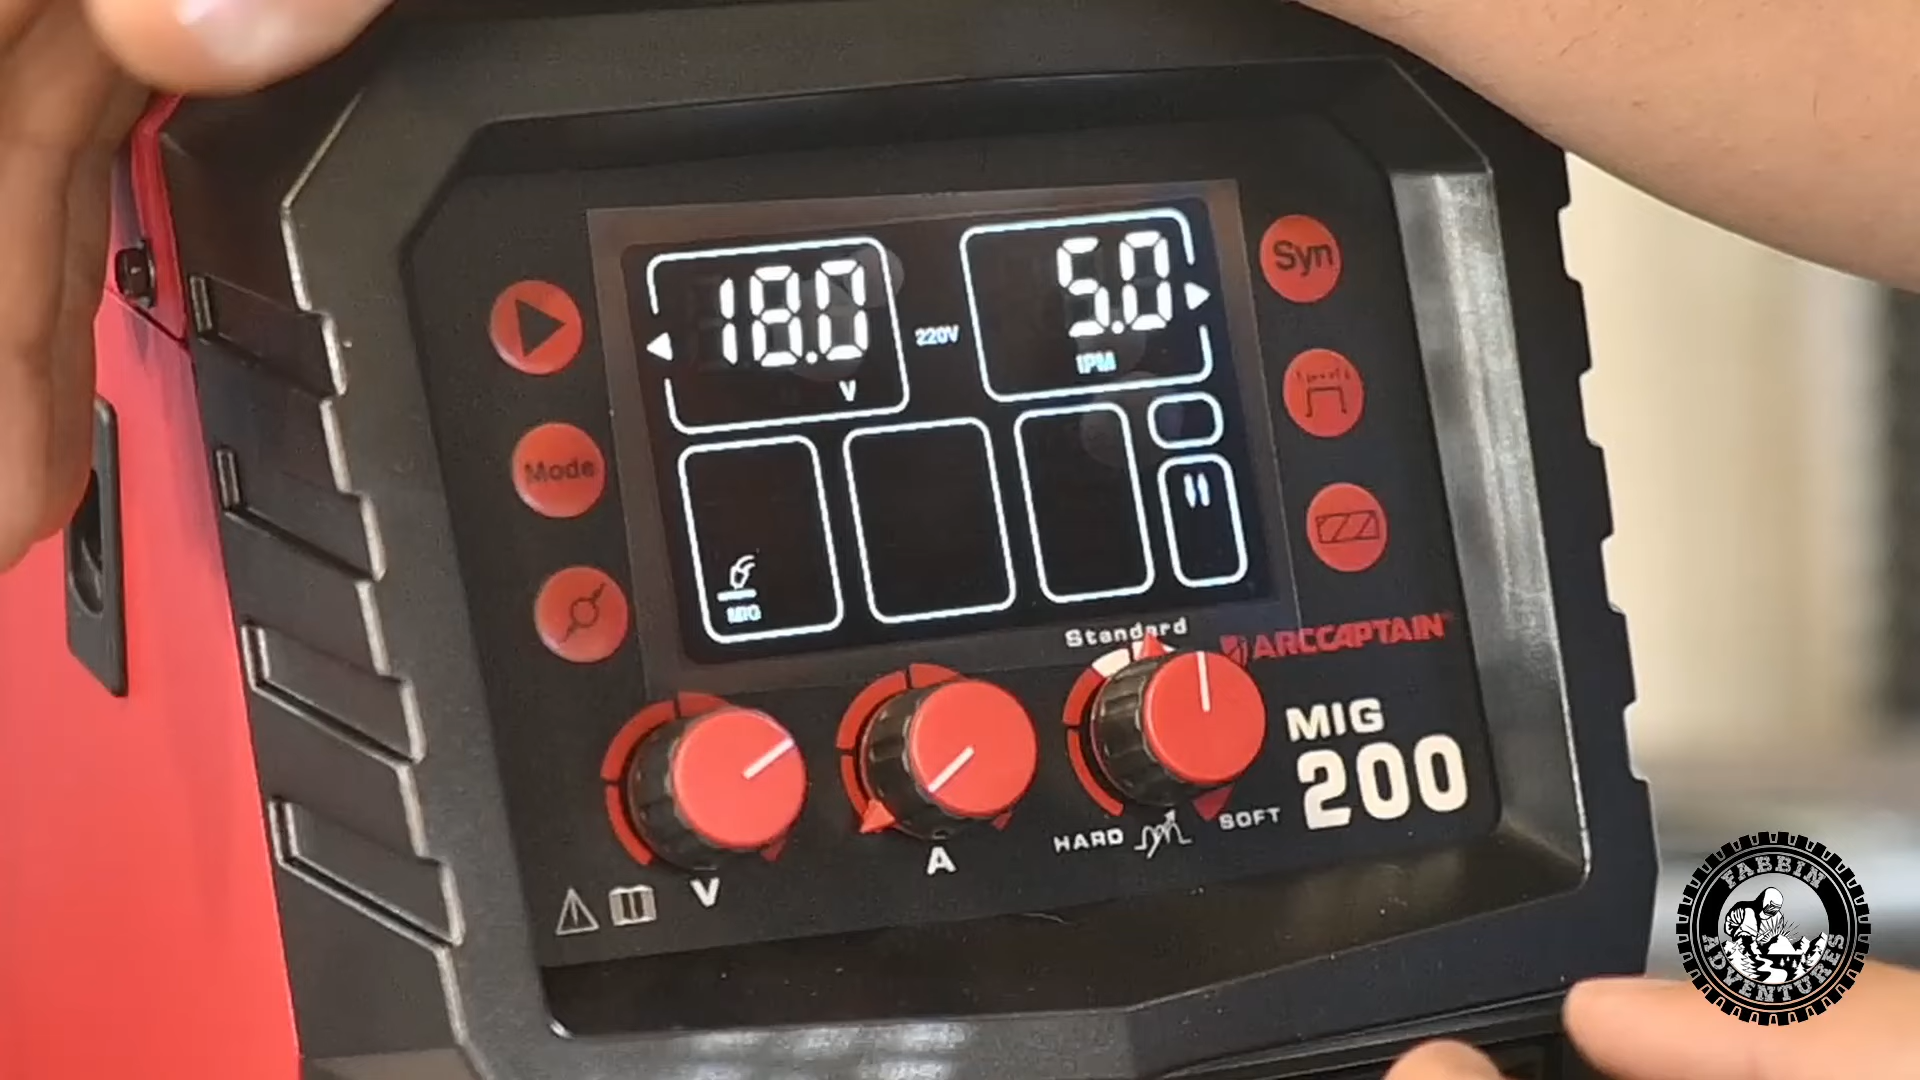 18.0
V
220V
5.0
IPM
MIG
Syn
Mode
Standard
ARCCAPTAIN
MIG
200
HARD
SOFT
V
A
FABBIN
ADVENTURES